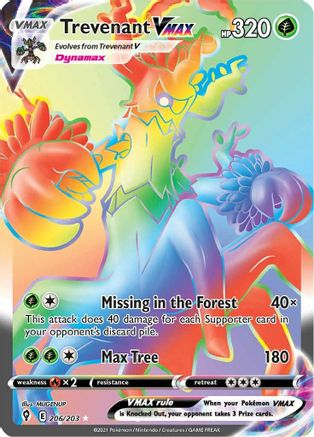 VMAX Trevenant VMAX HP 320
Evolves from Trevenant V
Dynamax
Missing in the Forest 40×
This attack does 40 damage for each Supporter card in
your opponent's discard pile.
Max Tree 180
weakness ×2 resistance retreat
Illus. MUGENUP
E 206/203
VMAX rule When your Pokémon VMAX
is Knocked Out, your opponent takes 3 Prize cards.
©2021 Pokémon / Nintendo / Creatures / GAME FREAK